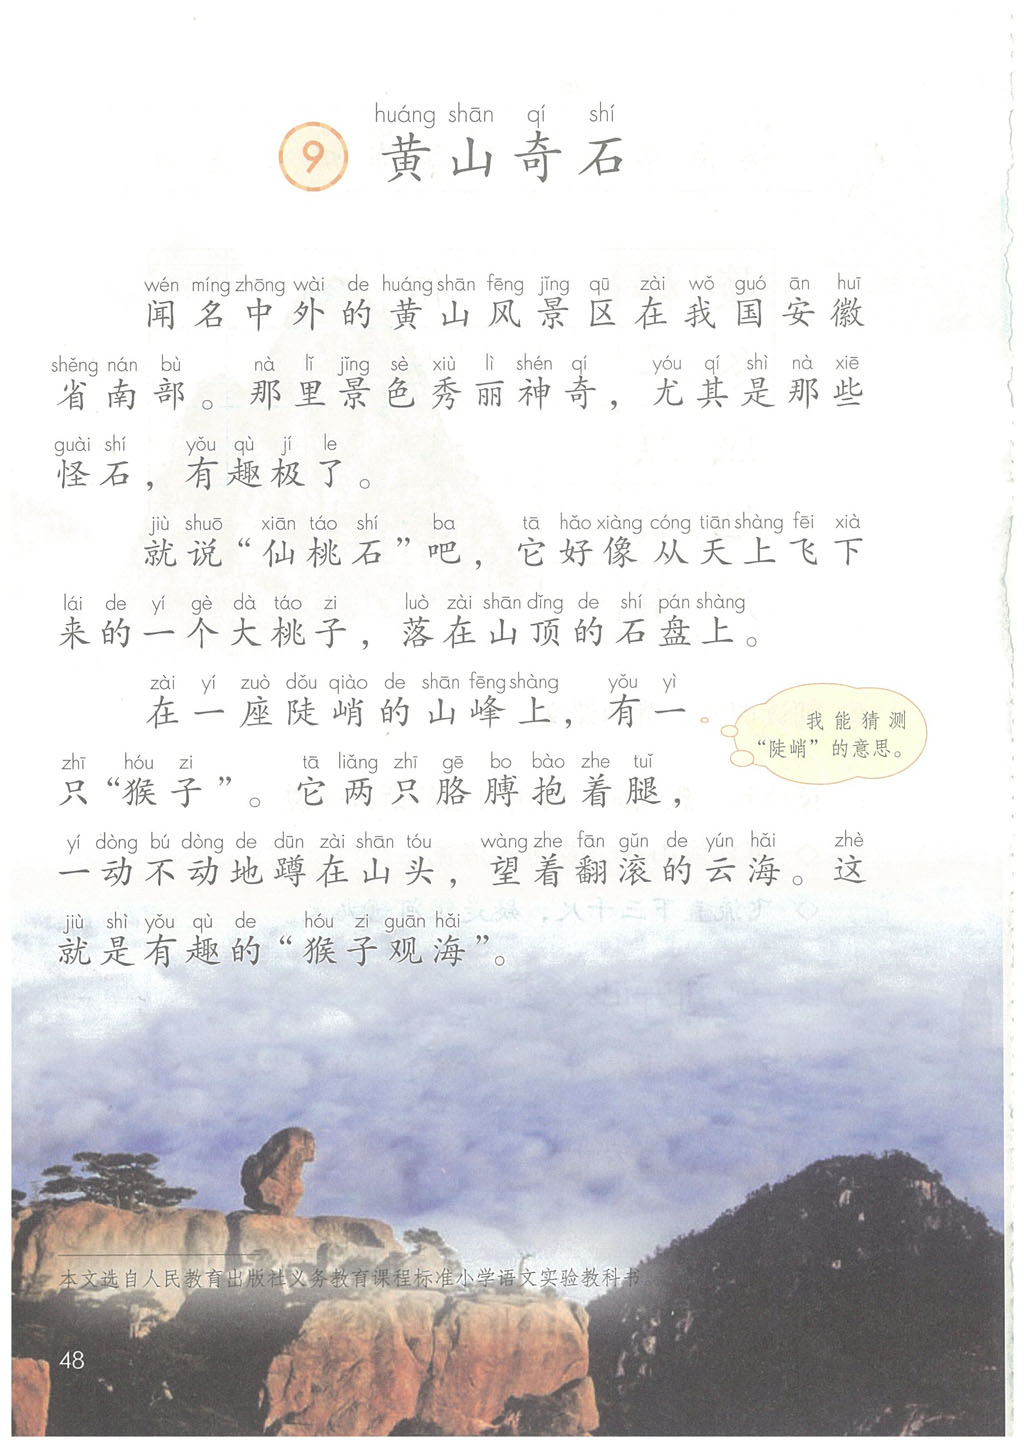 huáng shān qí shí
9 黄山奇石
wén míng zhōng wài de huáng shān fēng jǐng qū zài wǒ guó ān huī
闻名中外的黄山风景区在我国安徽
shěng nán bù nà lǐ jǐng sè xiù lì shén qí yóu qí shì nà xiē
省南部。那里景色秀丽神奇，尤其是那些
guài shí yǒu qù jí le
怪石，有趣极了。
jiù shuō xiān táo shí ba tā hǎo xiàng cóng tiān shàng fēi xià
就说“仙桃石”吧，它好像从天上飞下
lái de yí gè dà táo zi luò zài shān dǐng de shí pán shàng
来的一个大桃子，落在山顶的石盘上。
zài yí zuò dǒu qiào de shān fēng shàng yǒu yì
在一座陡峭的山峰上，有一
我能猜测
“陡峭”的意思。
zhī hóu zi tā liǎng zhī gē bo bào zhe tuǐ
只“猴子”。它两只胳膊抱着腿，
yí dòng bú dòng de dūn zài shān tóu wàng zhe fān gǔn de yún hǎi zhè
一动不动地蹲在山头，望着翻滚的云海。这
jiù shì yǒu qù de hóu zi guān hǎi
就是有趣的“猴子观海”。
本文选自人民教育出版社义务教育课程标准小学语文实验教科书
48